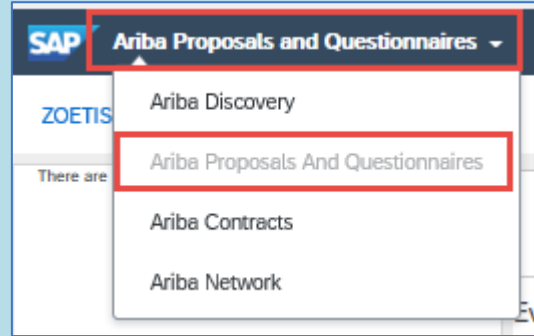 SAP Ariba Proposals and Questionnaires
Ariba Discovery
ZOETIS
Ariba Proposals And Questionnaires
There are
Ariba Contracts
Ariba Network